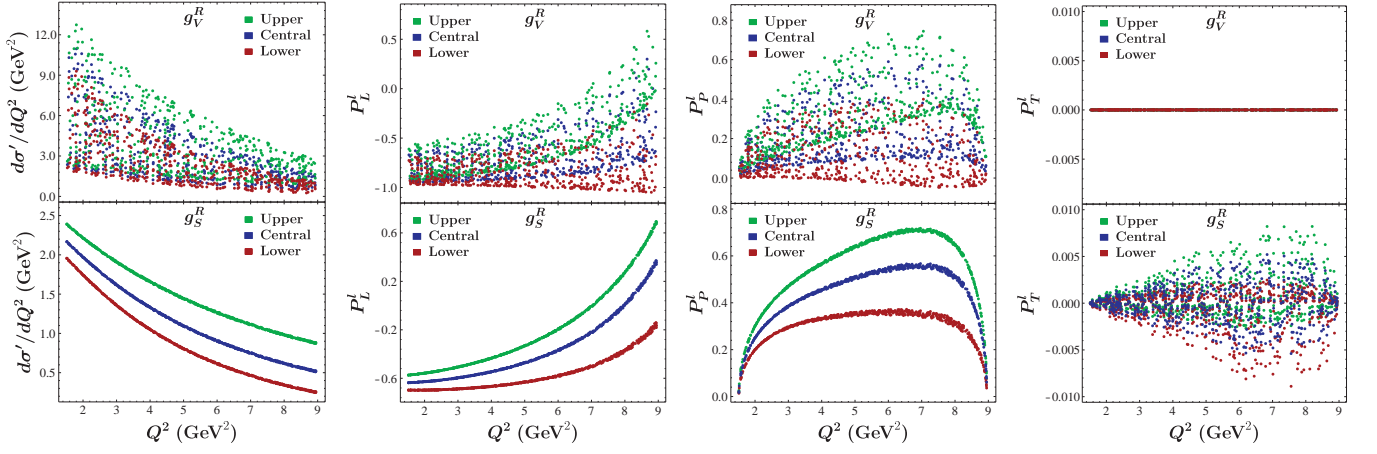 g_V^R
Upper
Central
Lower
12.0
9.0
6.0
3.0
0.0
dσ′/dQ² (GeV²)
g_V^R
Upper
Central
Lower
0.5
0.0
−0.5
−1.0
P_L^l
g_V^R
Upper
Central
Lower
0.8
0.6
0.4
0.2
0.0
P_P^l
g_V^R
Upper
Central
Lower
0.010
0.005
0.000
−0.005
P_T^l
g_S^R
Upper
Central
Lower
2.5
2.0
1.5
1.0
0.5
dσ′/dQ² (GeV²)
2 3 4 5 6 7 8 9
Q² (GeV²)
g_S^R
Upper
Central
Lower
0.6
0.2
−0.2
−0.6
P_L^l
2 3 4 5 6 7 8 9
Q² (GeV²)
g_S^R
Upper
Central
Lower
0.8
0.6
0.4
0.2
0.0
P_P^l
2 3 4 5 6 7 8 9
Q² (GeV²)
g_S^R
Upper
Central
Lower
0.010
0.005
0.000
−0.005
−0.010
P_T^l
2 3 4 5 6 7 8 9
Q² (GeV²)